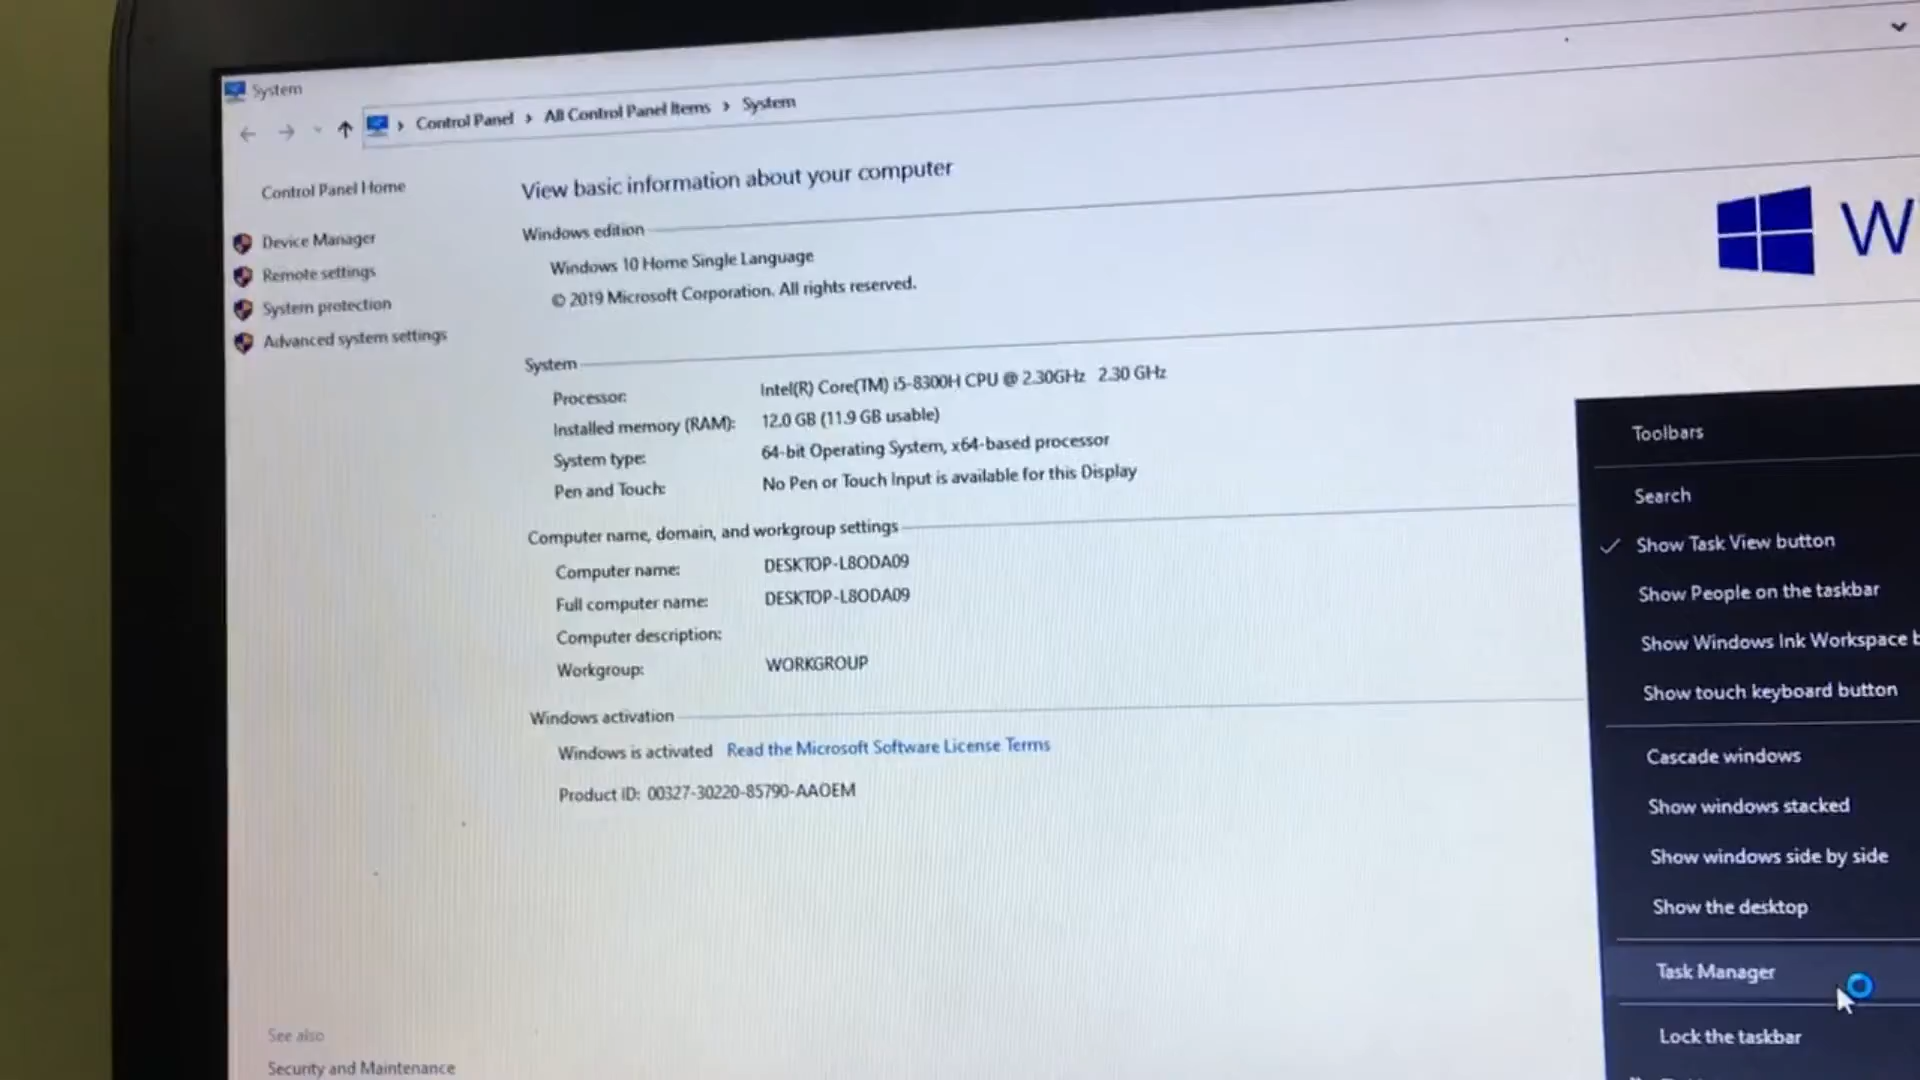 System
Control Panel > All Control Panel Items > System
Control Panel Home
Device Manager
Remote settings
System protection
Advanced system settings
View basic information about your computer
Windows edition
Windows 10 Home Single Language
© 2019 Microsoft Corporation. All rights reserved.
System
Processor: Intel(R) Core(TM) i5-8300H CPU @ 2.30GHz 2.30 GHz
Installed memory (RAM): 12.0 GB (11.9 GB usable)
System type: 64-bit Operating System, x64-based processor
Pen and Touch: No Pen or Touch Input is available for this Display
Computer name, domain, and workgroup settings
Computer name: DESKTOP-L8ODA09
Full computer name: DESKTOP-L8ODA09
Computer description:
Workgroup: WORKGROUP
Windows activation
Windows is activated Read the Microsoft Software License Terms
Product ID: 00327-30220-85790-AAOEM
See also
Security and Maintenance
W
Toolbars
Search
Show Task View button
Show People on the taskbar
Show Windows Ink Workspace b
Show touch keyboard button
Cascade windows
Show windows stacked
Show windows side by side
Show the desktop
Task Manager
Lock the taskbar